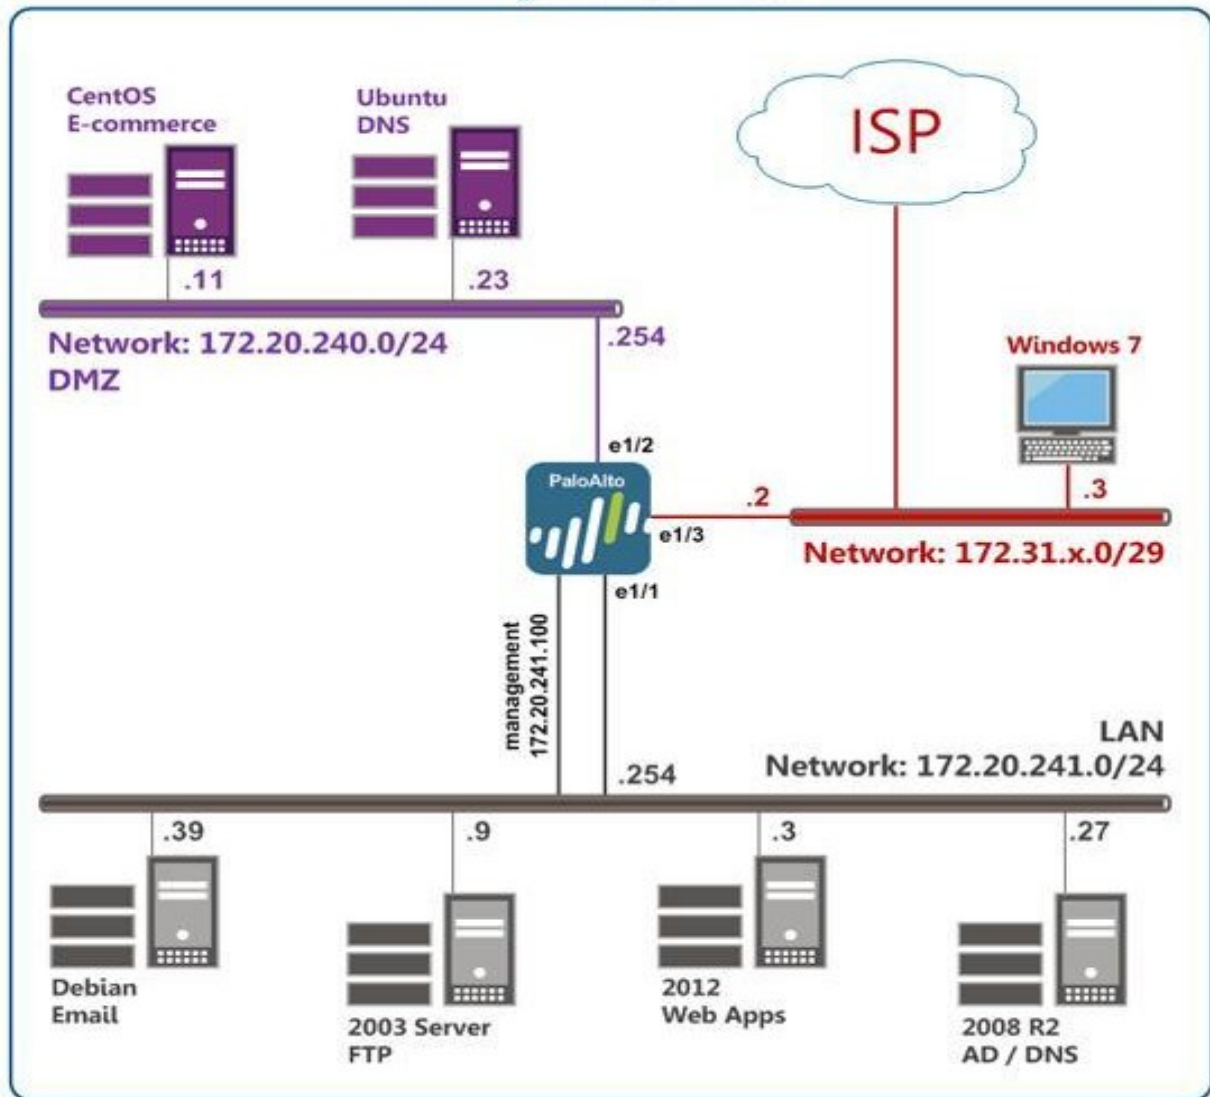 CentOS
E-commerce
Ubuntu
DNS
ISP
.11
.23
Network: 172.20.240.0/24
DMZ
.254
Windows 7
e1/2
PaloAlto
.2
.3
e1/3
Network: 172.31.x.0/29
e1/1
management
172.20.241.100
LAN
Network: 172.20.241.0/24
.254
.39
.9
.3
.27
Debian
Email
2003 Server
FTP
2012
Web Apps
2008 R2
AD / DNS